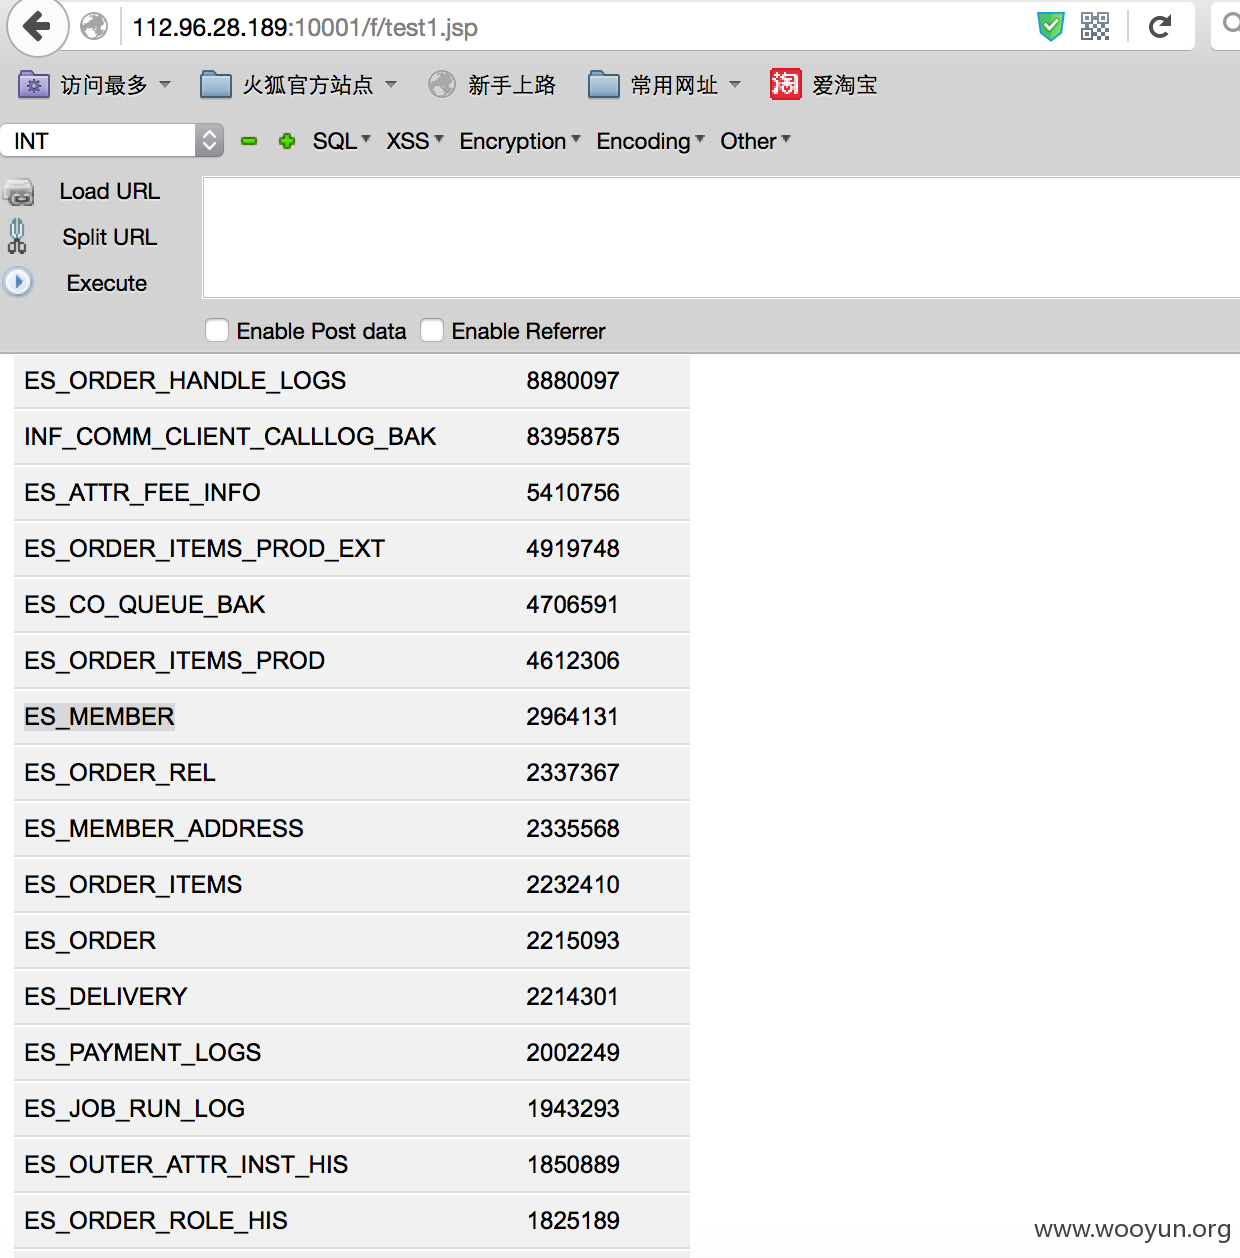 112.96.28.189:10001/f/test1.jsp
访问最多 火狐官方站点 新手上路 常用网址 淘 爱淘宝
INT SQL XSS Encryption Encoding Other
Load URL
Split URL
Execute
Enable Post data Enable Referrer
ES_ORDER_HANDLE_LOGS 8880097
INF_COMM_CLIENT_CALLLOG_BAK 8395875
ES_ATTR_FEE_INFO 5410756
ES_ORDER_ITEMS_PROD_EXT 4919748
ES_CO_QUEUE_BAK 4706591
ES_ORDER_ITEMS_PROD 4612306
ES_MEMBER 2964131
ES_ORDER_REL 2337367
ES_MEMBER_ADDRESS 2335568
ES_ORDER_ITEMS 2232410
ES_ORDER 2215093
ES_DELIVERY 2214301
ES_PAYMENT_LOGS 2002249
ES_JOB_RUN_LOG 1943293
ES_OUTER_ATTR_INST_HIS 1850889
ES_ORDER_ROLE_HIS 1825189
www.wooyun.org